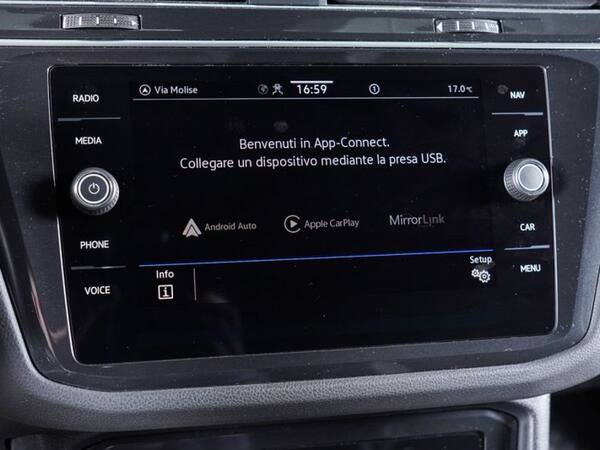 RADIO
MEDIA
PHONE
VOICE
Via Molise 16:59 1 17.0°C
Benvenuti in App-Connect.
Collegare un dispositivo mediante la presa USB.
Android Auto Apple CarPlay MirrorLink
Info Setup
i
NAV
APP
CAR
MENU